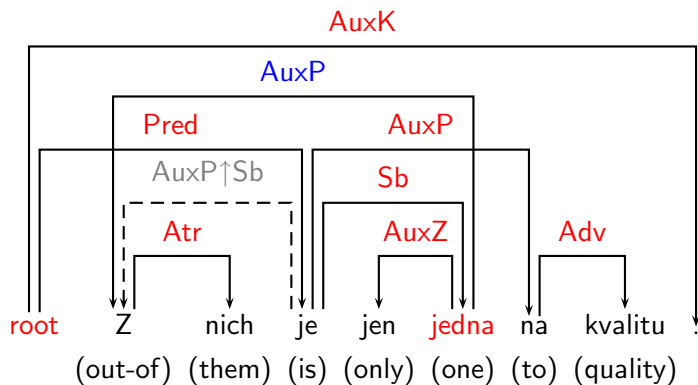 AuxK
AuxP
Pred AuxP
AuxP↑Sb Sb
Atr AuxZ Adv
root Z nich je jen jedna na kvalitu .
(out-of) (them) (is) (only) (one) (to) (quality)